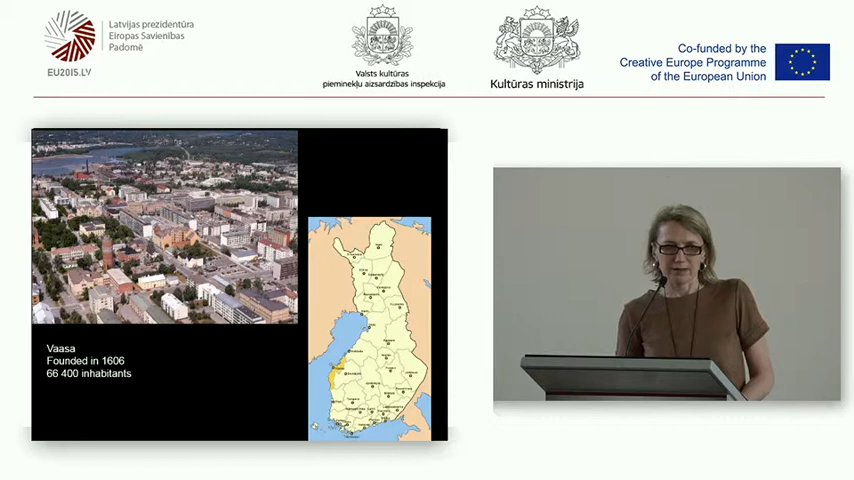 Latvijas prezidentūra
Eiropas Savienības
Padomē
EU2015.LV
Valsts kultūras
pieminekļu aizsardzības inspekcija
Kultūras ministrija
Co-funded by the
Creative Europe Programme
of the European Union
Vaasa
Founded in 1606
66 400 inhabitants